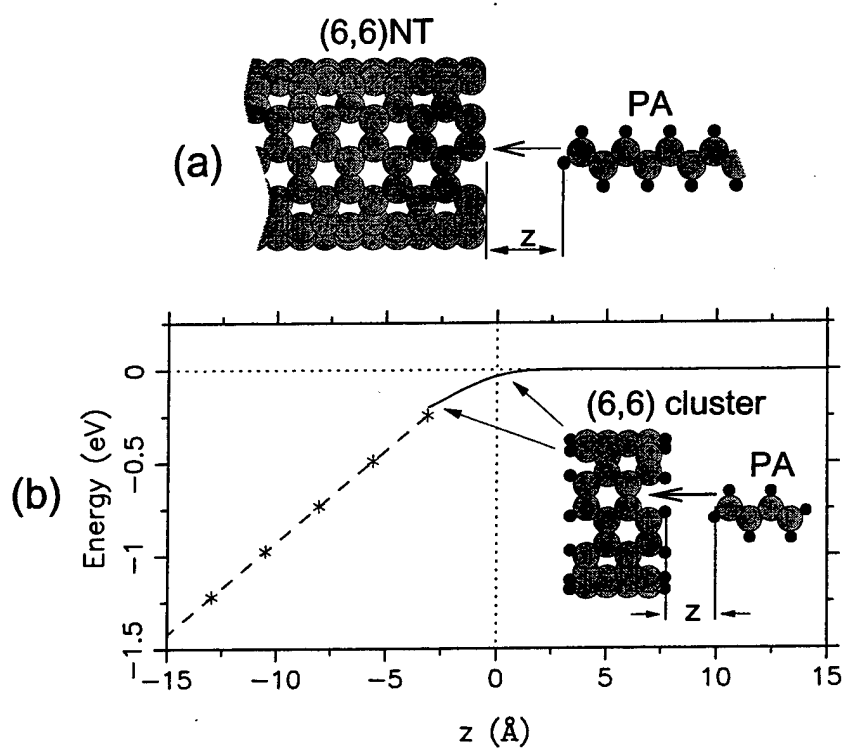 (6,6)NT
PA
(a)
z
(b)
Energy (eV)
0
−0.5
−1
−1.5
(6,6) cluster
PA
z
−15 −10 −5 0 5 10 15
z (Å)